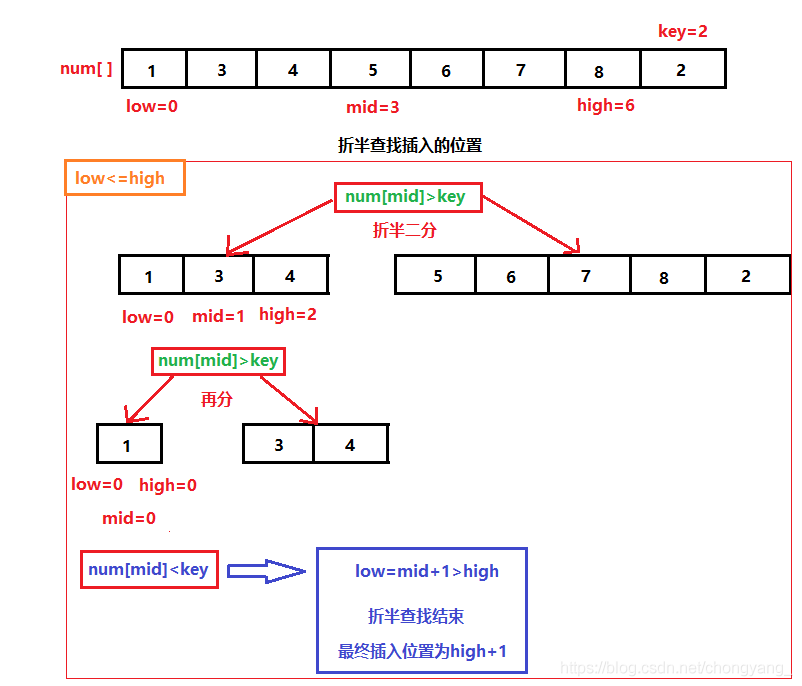 key=2
num[ ] 1 3 4 5 6 7 8 2
low=0 mid=3 high=6
折半查找插入的位置
low<=high
num[mid]>key
折半二分
1 3 4 5 6 7 8 2
low=0 mid=1 high=2
num[mid]>key
再分
1 3 4
low=0 high=0
mid=0
num[mid]<key
low=mid+1>high
折半查找结束
最终插入位置为high+1
https://blog.csdn.net/chongyang_